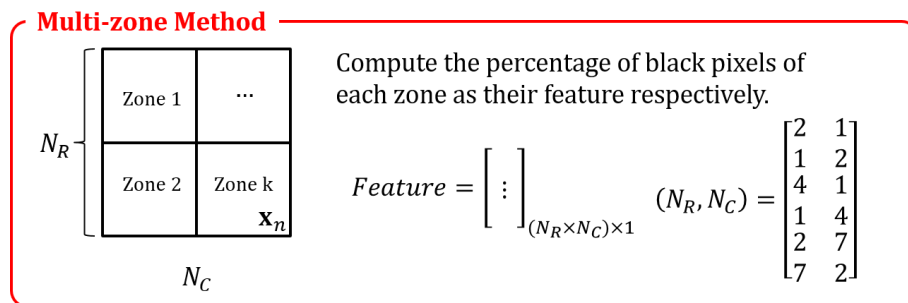 Multi-zone Method
Zone 1
...
Zone 2
Zone k
𝐱ₙ
N_R
N_C
Compute the percentage of black pixels of
each zone as their feature respectively.
Feature = [⋮](N_R×N_C)×1
(N_R, N_C) =
2 1
1 2
4 1
1 4
2 7
7 2